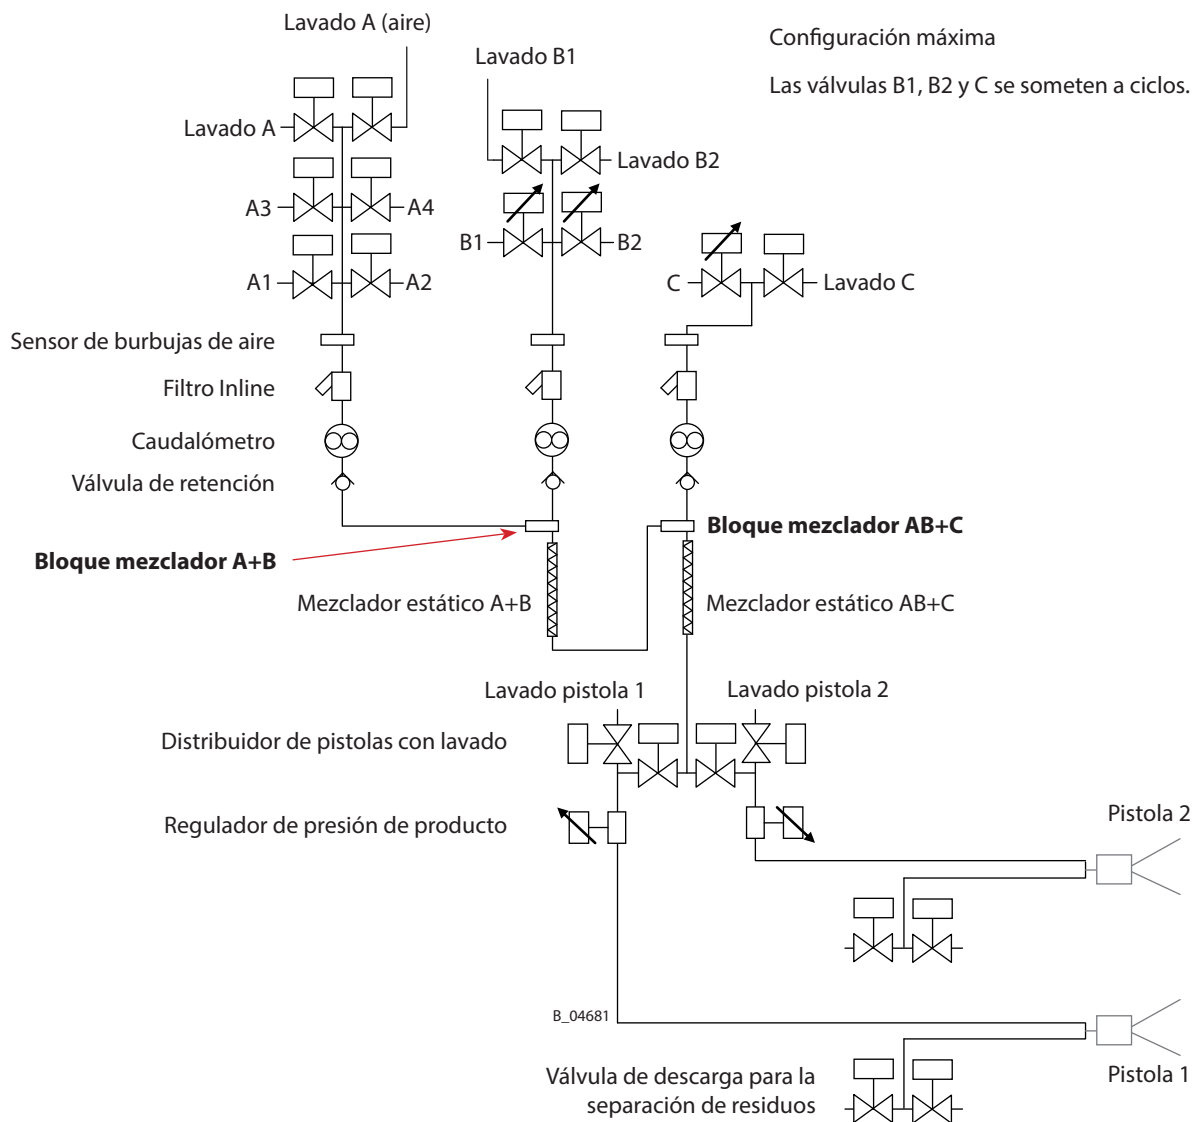 Lavado A (aire)
Configuración máxima
Lavado B1
Las válvulas B1, B2 y C se someten a ciclos.
Lavado A
Lavado B2
A3
A4
B1
B2
A1
A2
C
Lavado C
Sensor de burbujas de aire
Filtro Inline
Caudalómetro
Válvula de retención
Bloque mezclador AB+C
Bloque mezclador A+B
Mezclador estático A+B
Mezclador estático AB+C
Lavado pistola 1
Lavado pistola 2
Distribuidor de pistolas con lavado
Regulador de presión de producto
Pistola 2
B_04681
Pistola 1
Válvula de descarga para la
separación de residuos